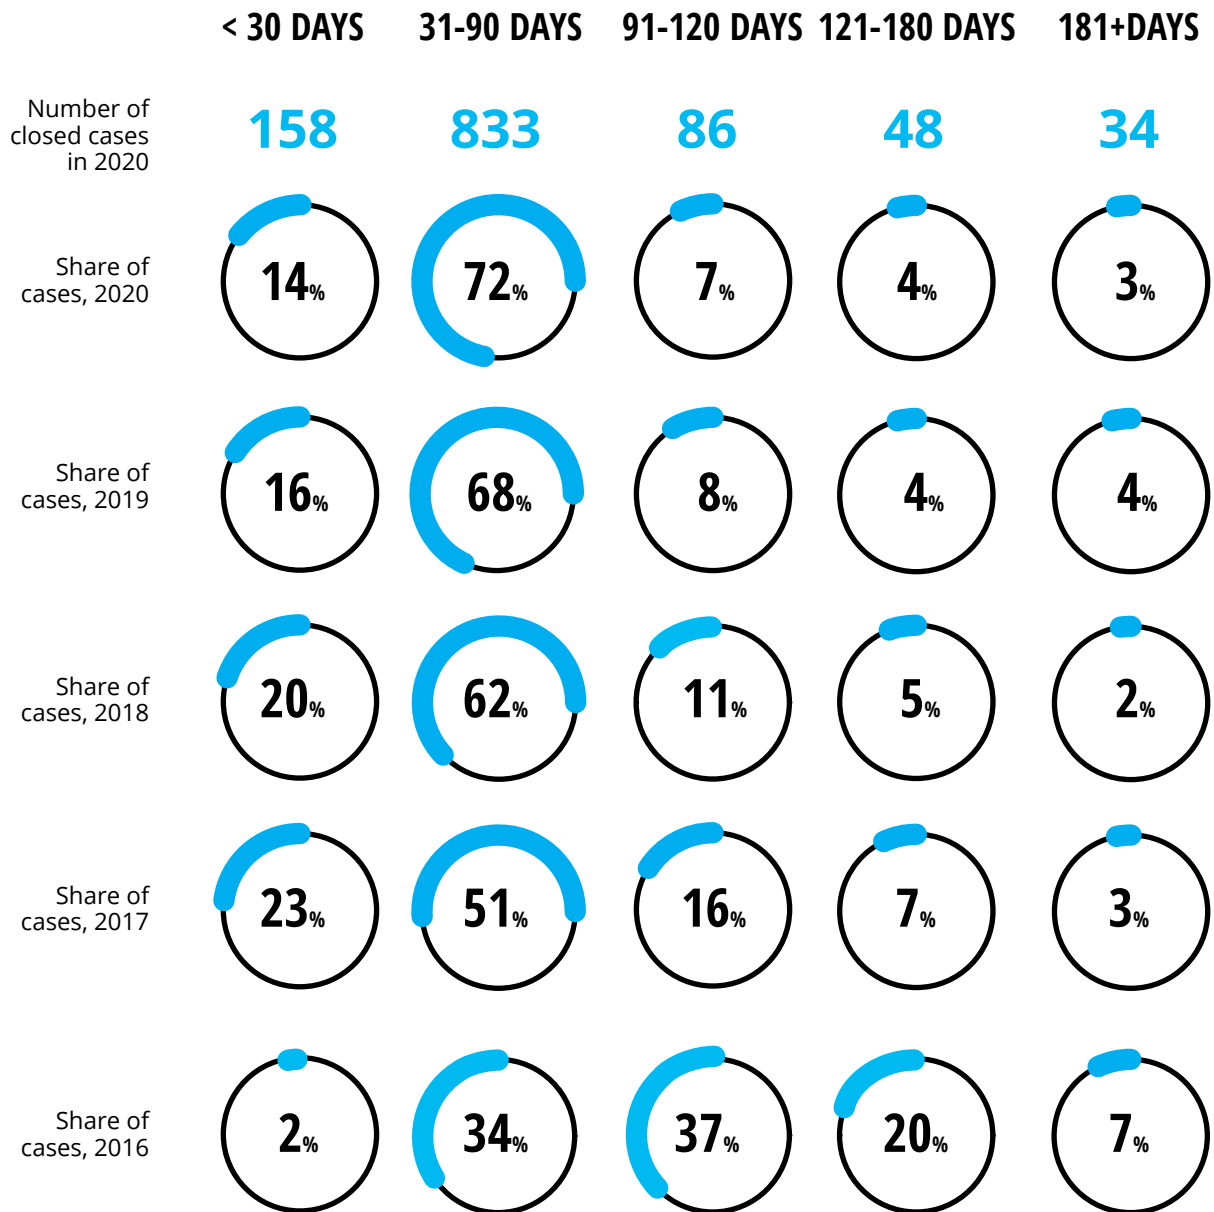 < 30 DAYS 31-90 DAYS 91-120 DAYS 121-180 DAYS 181+DAYS
Number of
closed cases
in 2020
158 833 86 48 34
Share of
cases, 2020
14% 72% 7% 4% 3%
Share of
cases, 2019
16% 68% 8% 4% 4%
Share of
cases, 2018
20% 62% 11% 5% 2%
Share of
cases, 2017
23% 51% 16% 7% 3%
Share of
cases, 2016
2% 34% 37% 20% 7%